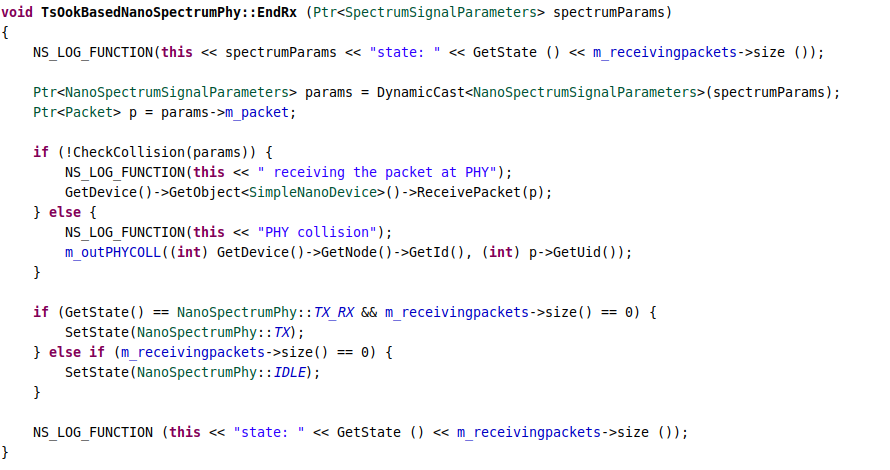 void TsOokBasedNanoSpectrumPhy::EndRx (Ptr<SpectrumSignalParameters> spectrumParams)
{
    NS_LOG_FUNCTION(this << spectrumParams << "state: " << GetState () << m_receivingpackets->size ());

    Ptr<NanoSpectrumSignalParameters> params = DynamicCast<NanoSpectrumSignalParameters>(spectrumParams);
    Ptr<Packet> p = params->m_packet;

    if (!CheckCollision(params)) {
        NS_LOG_FUNCTION(this << " receiving the packet at PHY");
        GetDevice()->GetObject<SimpleNanoDevice>()->ReceivePacket(p);
    } else {
        NS_LOG_FUNCTION(this << "PHY collision");
        m_outPHYCOLL((int) GetDevice()->GetNode()->GetId(), (int) p->GetUid());
    }

    if (GetState() == NanoSpectrumPhy::TX_RX && m_receivingpackets->size() == 0) {
        SetState(NanoSpectrumPhy::TX);
    } else if (m_receivingpackets->size() == 0) {
        SetState(NanoSpectrumPhy::IDLE);
    }

    NS_LOG_FUNCTION (this << "state: " << GetState () << m_receivingpackets->size ());
}